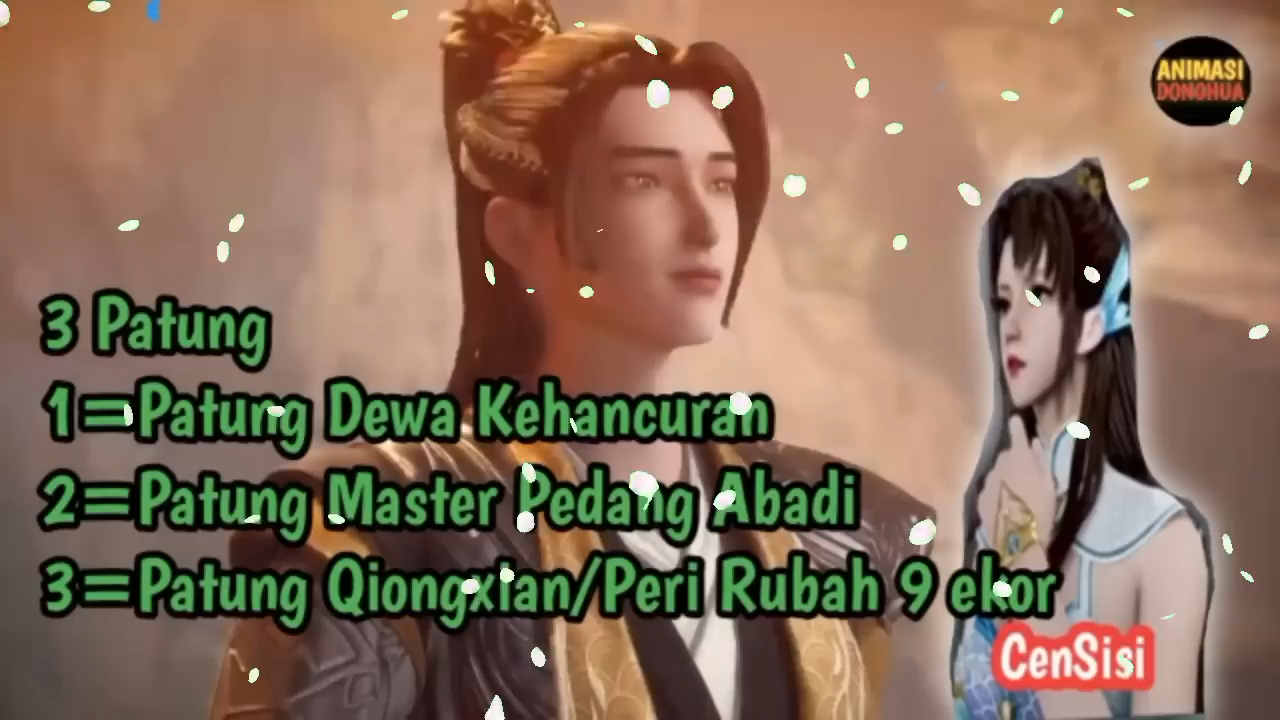 ANIMASI
DONGHUA
3 Patung
1=Patung Dewa Kehancuran
2=Patung Master Pedang Abadi
3=Patung Qiongxian/Peri Rubah 9 ekor
CenSisi